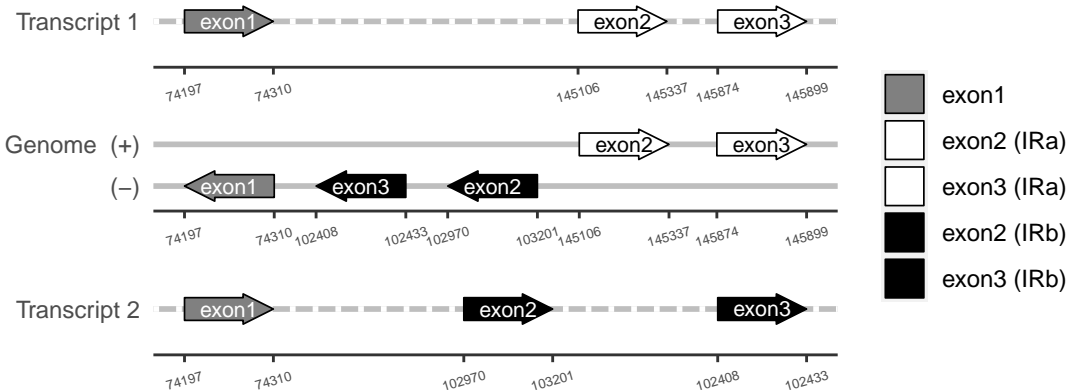 Transcript 1 exon1 exon2 exon3
74197 74310 145106 145337 145874 145899
Genome (+) exon2 exon3
(–) exon1 exon3 exon2
74197 74310 102408 102433 102970 103201 145106 145337 145874 145899
Transcript 2 exon1 exon2 exon3
74197 74310 102970 103201 102408 102433
exon1
exon2 (IRa)
exon3 (IRa)
exon2 (IRb)
exon3 (IRb)